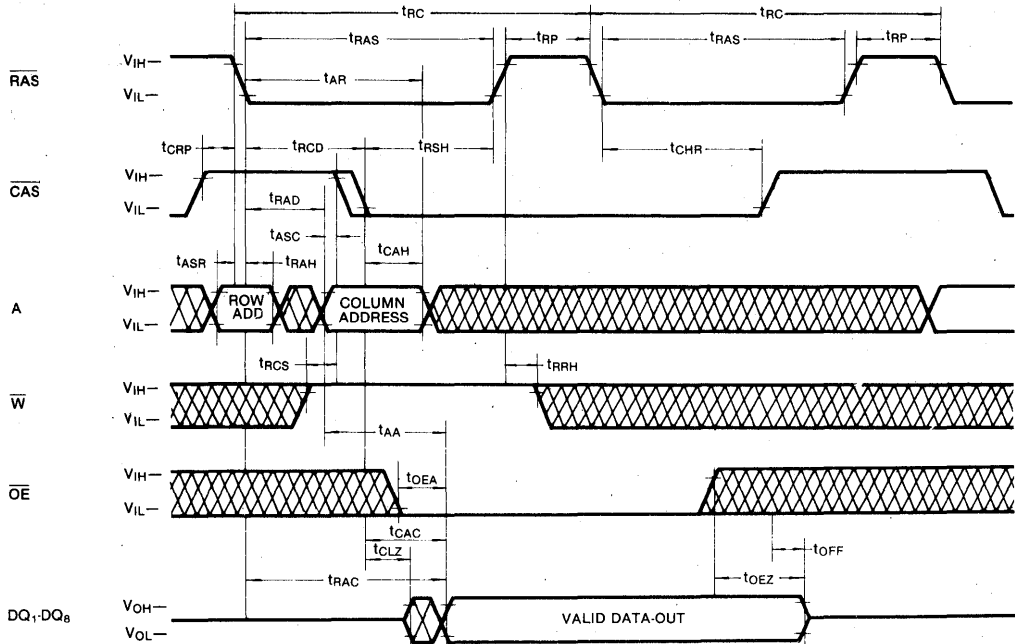 tRC tRC
tRAS tRP tRAS tRP
RAS VIH— VIL— tAR
tCRP tRCD tRSH tCHR
CAS VIH— VIL— tRAD
tASC tCAH
tASR tRAH
A VIH— VIL— ROW ADD COLUMN ADDRESS
tRCS tRRH
W VIH— VIL—
tAA
OE VIH— VIL— tOEA
tCAC
tCLZ tOFF
tRAC tOEZ
DQ1-DQ8 VOH— VOL— VALID DATA-OUT